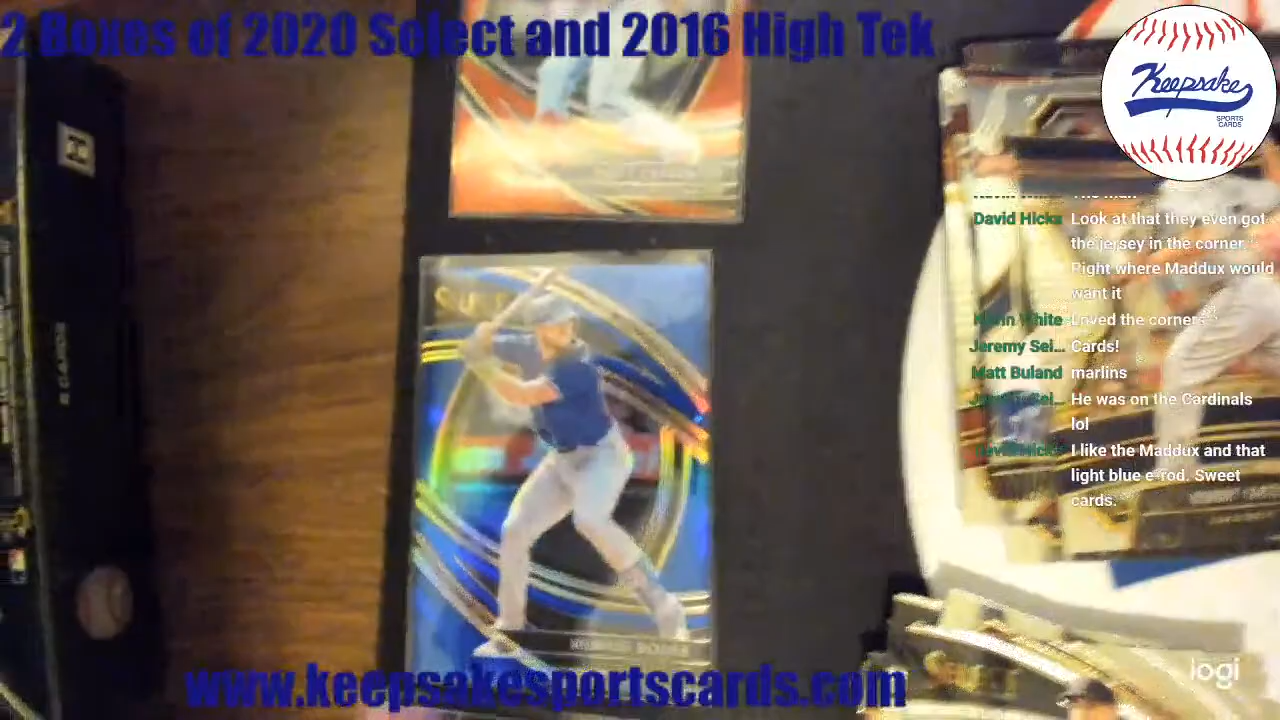 2 Boxes of 2020 Select and 2016 High Tek
Keepsake
SPORTS
CARDS
David Hicks Look at that they even got
the jersey in the corner.
Right where Maddux would
want it
White Loved the corners
Jeremy Sei... Cards!
Matt Buland marlins
He was on the Cardinals
lol
I like the Maddux and that
light blue e-rod. Sweet
cards.
www.keepsakesportscards.com
logi